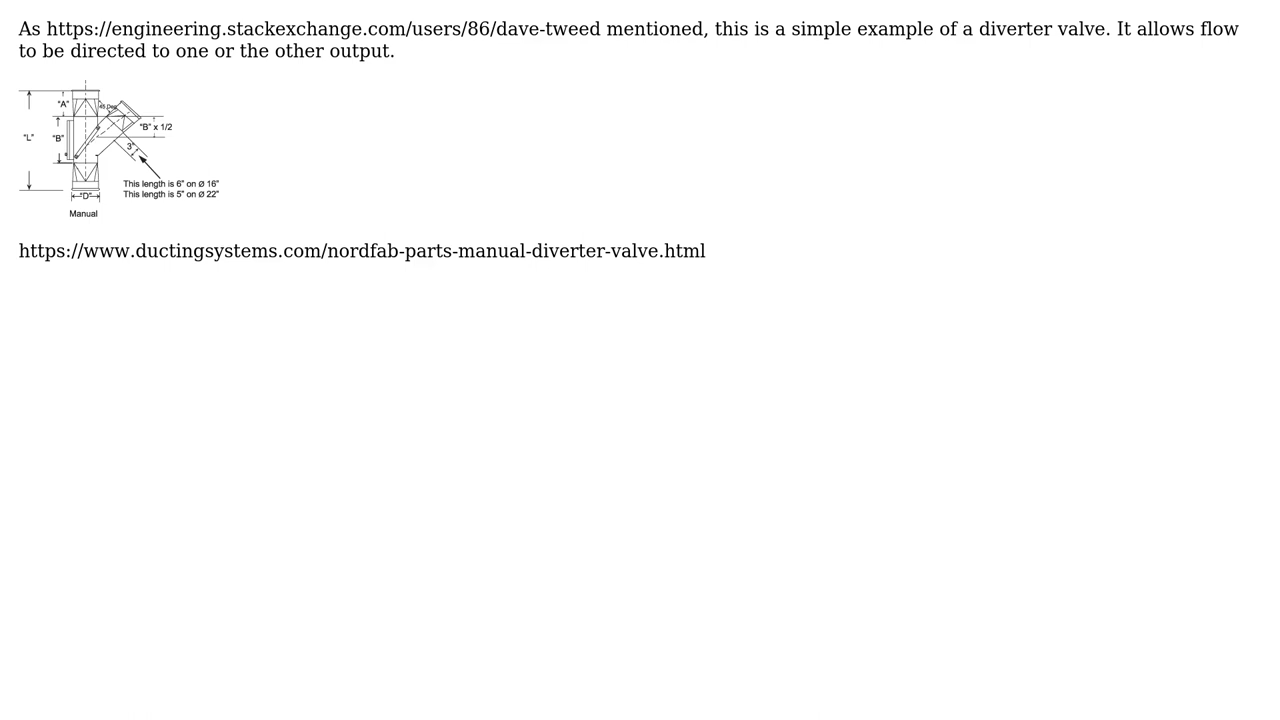 As https://engineering.stackexchange.com/users/86/dave-tweed mentioned, this is a simple example of a diverter valve. It allows flow
to be directed to one or the other output.
"A"
45 Deg
"B" x 1/2
"L"
"B"
3"
This length is 6" on Ø 16"
This length is 5" on Ø 22"
"D"
Manual
https://www.ductingsystems.com/nordfab-parts-manual-diverter-valve.html